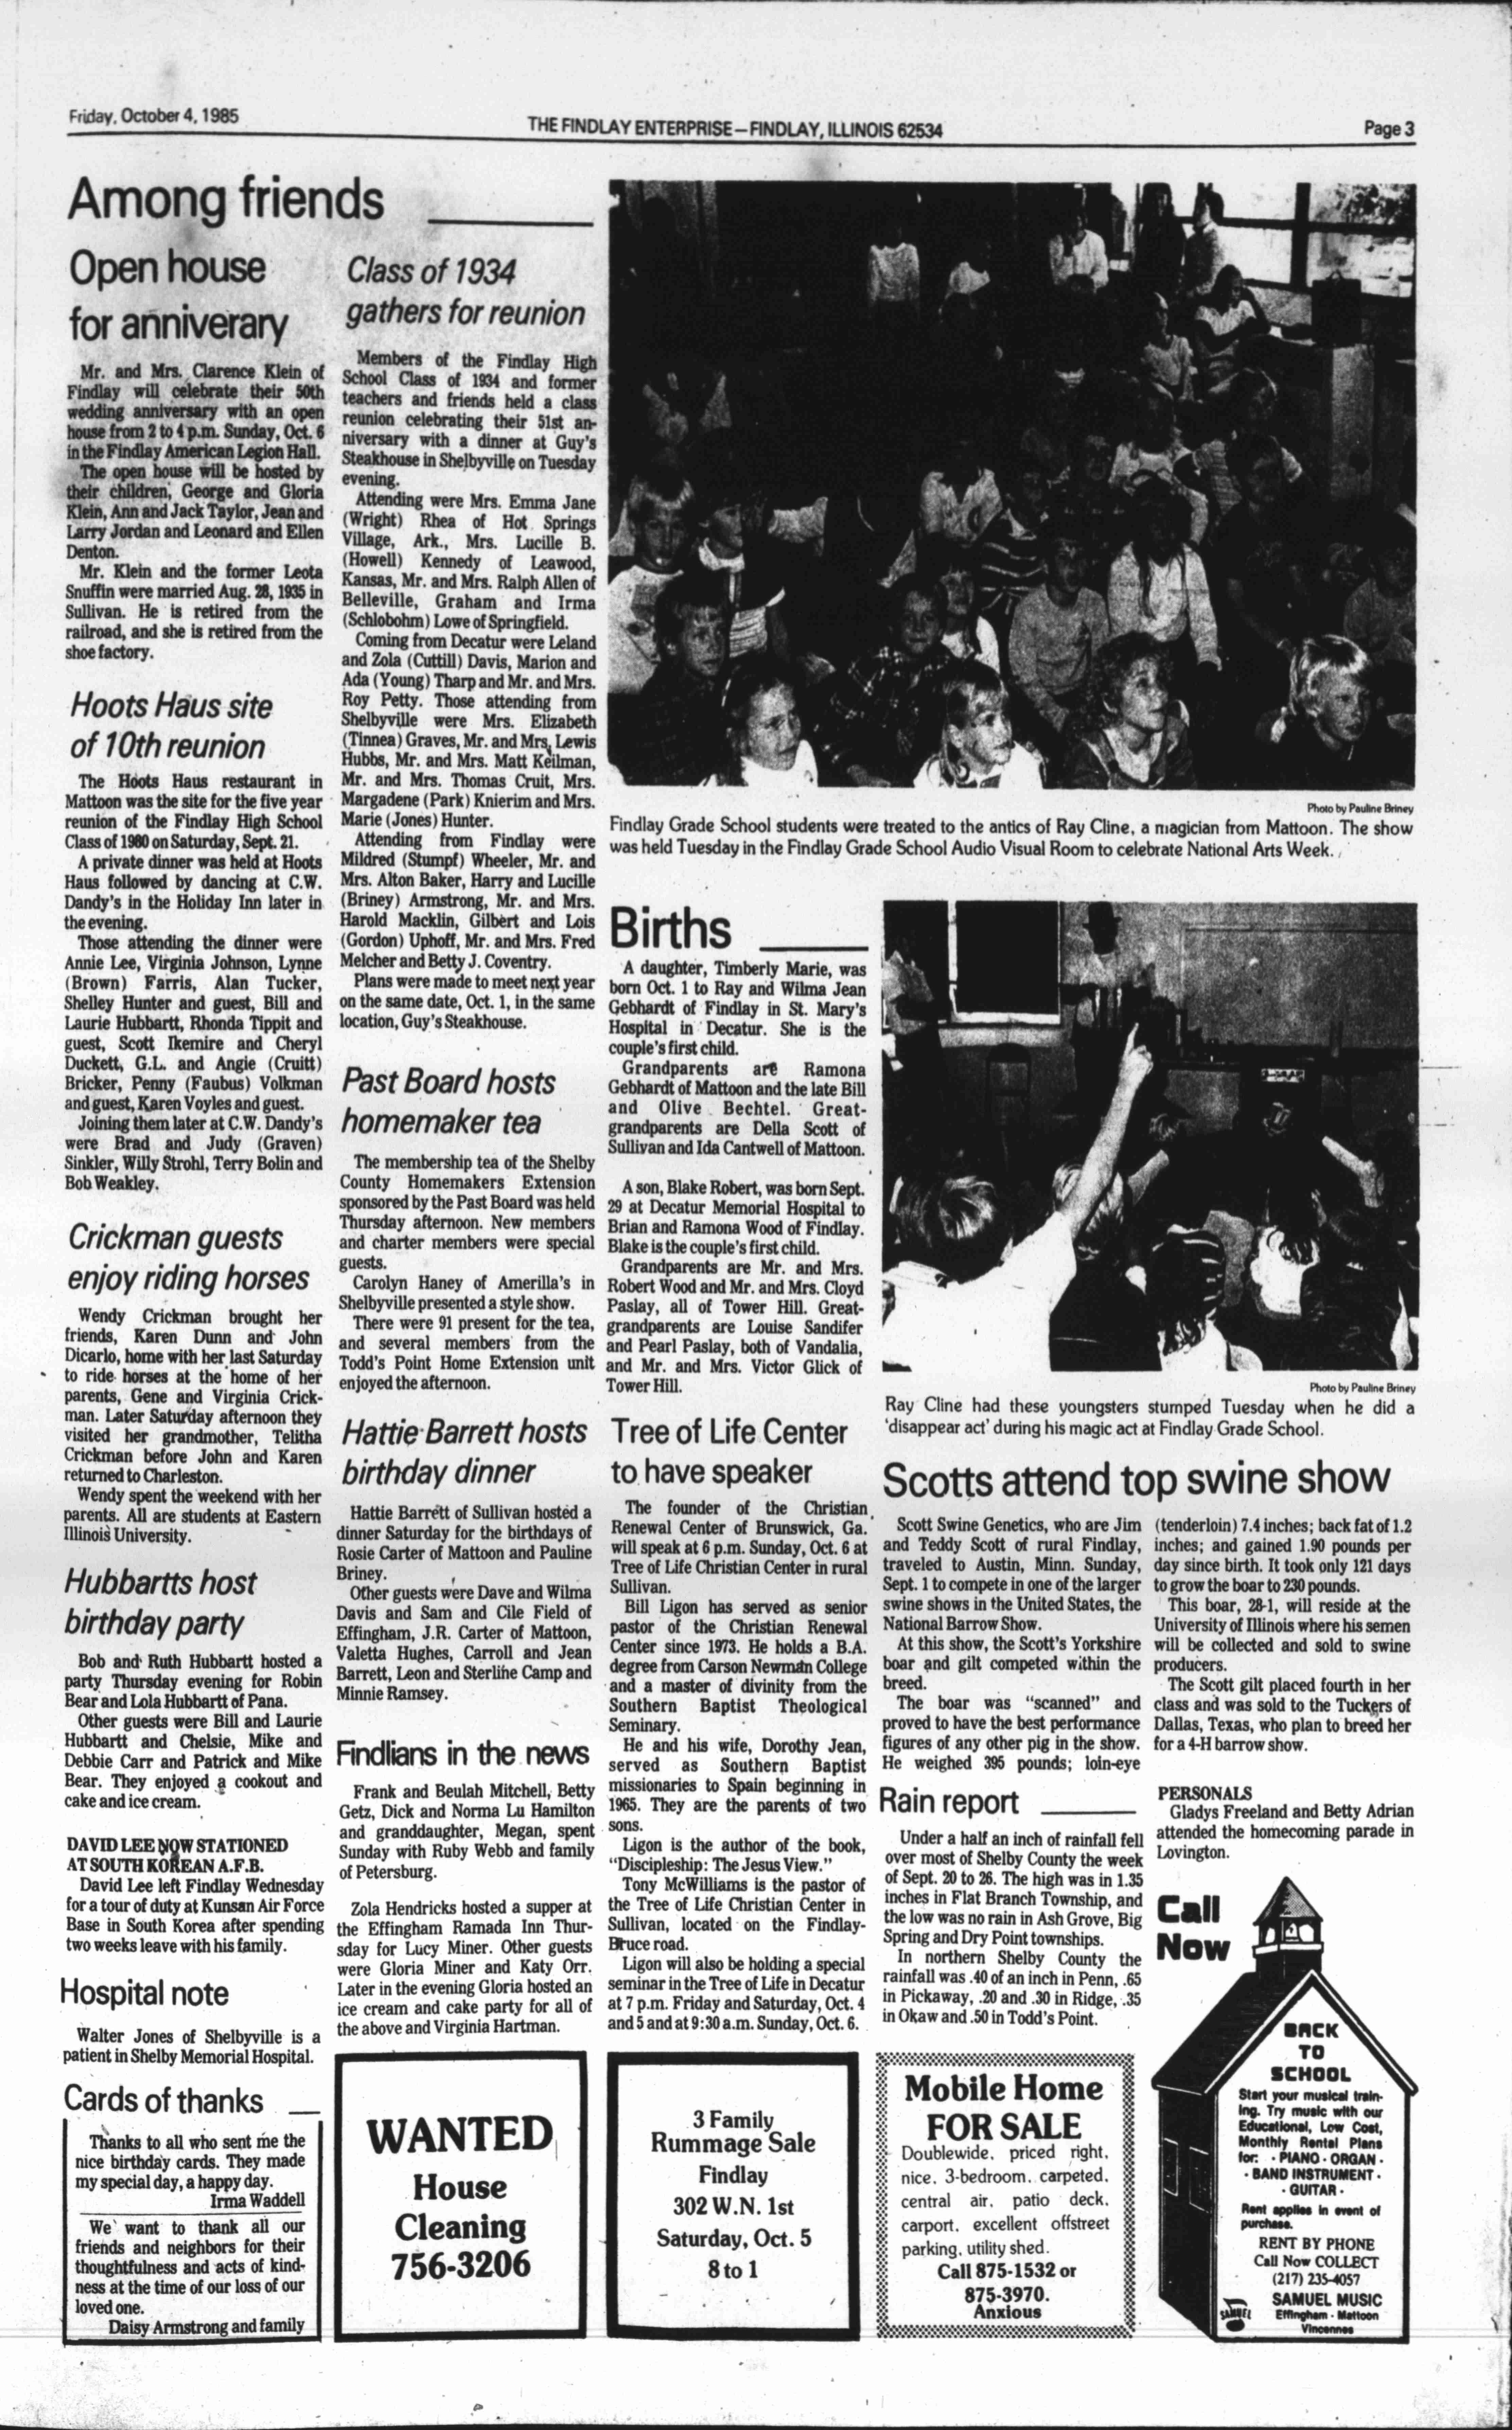 Friday, October 4, 1985
THE FINDLAY ENTERPRISE—FINDLAY, ILLINOIS 62534
Page 3
Among friends
Open house
for anniverary
Mr. and Mrs. Clarence Klein of
Findlay will celebrate their 50th
wedding anniversary with an open
house from 2 to 4 p.m. Sunday, Oct. 6
in the Findlay American Legion Hall.
The open house will be hosted by
their children, George and Gloria
Klein, Ann and Jack Taylor, Jean and
Larry Jordan and Leonard and Ellen
Denton.
Mr. Klein and the former Leota
Snuffin were married Aug. 28, 1935 in
Sullivan. He is retired from the
railroad, and she is retired from the
shoe factory.
Hoots Haus site
of 10th reunion
The Hoots Haus restaurant in
Mattoon was the site for the five year
reunion of the Findlay High School
Class of 1980 on Saturday, Sept. 21.
A private dinner was held at Hoots
Haus followed by dancing at C.W.
Dandy's in the Holiday Inn later in
the evening.
Those attending the dinner were
Annie Lee, Virginia Johnson, Lynne
(Brown) Farris, Alan Tucker,
Shelley Hunter and guest, Bill and
Laurie Hubbartt, Rhonda Tippit and
guest, Scott Ikemire and Cheryl
Duckett, G.L. and Angie (Cruitt)
Bricker, Penny (Faubus) Volkman
and guest, Karen Voyles and guest.
Joining them later at C.W. Dandy's
were Brad and Judy (Graven)
Sinkler, Willy Strohl, Terry Bolin and
Bob Weakley.
Crickman guests
enjoy riding horses
Wendy Crickman brought her
friends, Karen Dunn and John
Dicarlo, home with her last Saturday
to ride horses at the home of her
parents, Gene and Virginia Crick-
man. Later Saturday afternoon they
visited her grandmother, Telitha
Crickman before John and Karen
returned to Charleston.
Wendy spent the weekend with her
parents. All are students at Eastern
Illinois University.
Hubbartts host
birthday party
Bob and Ruth Hubbartt hosted a
party Thursday evening for Robin
Bear and Lola Hubbartt of Pana.
Other guests were Bill and Laurie
Hubbartt and Chelsie, Mike and
Debbie Carr and Patrick and Mike
Bear. They enjoyed a cookout and
cake and ice cream.
DAVID LEE NOW STATIONED
AT SOUTH KOREAN A.F.B.
David Lee left Findlay Wednesday
for a tour of duty at Kunsan Air Force
Base in South Korea after spending
two weeks leave with his family.
Hospital note
Walter Jones of Shelbyville is a
patient in Shelby Memorial Hospital.
Cards of thanks
Thanks to all who sent me the
nice birthday cards. They made
my special day, a happy day.
Irma Waddell
We want to thank all our
friends and neighbors for their
thoughtfulness and acts of kind-
ness at the time of our loss of our
loved one.
Daisy Armstrong and family
Class of 1934
gathers for reunion
Members of the Findlay High
School Class of 1934 and former
teachers and friends held a class
reunion celebrating their 51st an-
niversary with a dinner at Guy's
Steakhouse in Shelbyville on Tuesday
evening.
Attending were Mrs. Emma Jane
(Wright) Rhea of Hot Springs
Village, Ark., Mrs. Lucille B.
(Howell) Kennedy of Leawood,
Kansas, Mr. and Mrs. Ralph Allen of
Belleville, Graham and Irma
(Schlobohm) Lowe of Springfield.
Coming from Decatur were Leland
and Zola (Cuttill) Davis, Marion and
Ada (Young) Tharp and Mr. and Mrs.
Roy Petty. Those attending from
Shelbyville were Mrs. Elizabeth
(Tinnea) Graves, Mr. and Mrs. Lewis
Hubbs, Mr. and Mrs. Matt Keilman,
Mr. and Mrs. Thomas Cruit, Mrs.
Margadene (Park) Knierim and Mrs.
Marie (Jones) Hunter.
Attending from Findlay were
Mildred (Stumpf) Wheeler, Mr. and
Mrs. Alton Baker, Harry and Lucille
(Briney) Armstrong, Mr. and Mrs.
Harold Macklin, Gilbert and Lois
(Gordon) Uphoff, Mr. and Mrs. Fred
Melcher and Betty J. Coventry.
Plans were made to meet next year
on the same date, Oct. 1, in the same
location, Guy's Steakhouse.
Past Board hosts
homemaker tea
The membership tea of the Shelby
County Homemakers Extension
sponsored by the Past Board was held
Thursday afternoon. New members
and charter members were special
guests.
Carolyn Haney of Amerilla's in
Shelbyville presented a style show.
There were 91 present for the tea,
and several members from the
Todd's Point Home Extension unit
enjoyed the afternoon.
Hattie Barrett hosts
birthday dinner
Hattie Barrett of Sullivan hosted a
dinner Saturday for the birthdays of
Rosie Carter of Mattoon and Pauline
Briney.
Other guests were Dave and Wilma
Davis and Sam and Cile Field of
Effingham, J.R. Carter of Mattoon,
Valetta Hughes, Carroll and Jean
Barrett, Leon and Sterline Camp and
Minnie Ramsey.
Findlians in the news
Frank and Beulah Mitchell, Betty
Getz, Dick and Norma Lu Hamilton
and granddaughter, Megan, spent
Sunday with Ruby Webb and family
of Petersburg.
Zola Hendricks hosted a supper at
the Effingham Ramada Inn Thur-
sday for Lucy Miner. Other guests
were Gloria Miner and Katy Orr.
Later in the evening Gloria hosted an
ice cream and cake party for all of
the above and Virginia Hartman.
WANTED
House
Cleaning
756-3206
Photo by Pauline Briney
Findlay Grade School students were treated to the antics of Ray Cline, a magician from Mattoon. The show
was held Tuesday in the Findlay Grade School Audio Visual Room to celebrate National Arts Week.
Births
A daughter, Timberly Marie, was
born Oct. 1 to Ray and Wilma Jean
Gebhardt of Findlay in St. Mary's
Hospital in Decatur. She is the
couple's first child.
Grandparents are Ramona
Gebhardt of Mattoon and the late Bill
and Olive Bechtel. Great-
grandparents are Della Scott of
Sullivan and Ida Cantwell of Mattoon.
A son, Blake Robert, was born Sept.
29 at Decatur Memorial Hospital to
Brian and Ramona Wood of Findlay.
Blake is the couple's first child.
Grandparents are Mr. and Mrs.
Robert Wood and Mr. and Mrs. Cloyd
Paslay, all of Tower Hill. Great-
grandparents are Louise Sandifer
and Pearl Paslay, both of Vandalia,
and Mr. and Mrs. Victor Glick of
Tower Hill.
Tree of Life Center
to have speaker
The founder of the Christian
Renewal Center of Brunswick, Ga.
will speak at 6 p.m. Sunday, Oct. 6 at
Tree of Life Christian Center in rural
Sullivan.
Bill Ligon has served as senior
pastor of the Christian Renewal
Center since 1973. He holds a B.A.
degree from Carson Newman College
and a master of divinity from the
Southern Baptist Theological
Seminary.
He and his wife, Dorothy Jean,
served as Southern Baptist
missionaries to Spain beginning in
1965. They are the parents of two
sons.
Ligon is the author of the book,
"Discipleship: The Jesus View."
Tony McWilliams is the pastor of
the Tree of Life Christian Center in
Sullivan, located on the Findlay-
Bruce road.
Ligon will also be holding a special
seminar in the Tree of Life in Decatur
at 7 p.m. Friday and Saturday, Oct. 4
and 5 and at 9:30 a.m. Sunday, Oct. 6.
3 Family
Rummage Sale
Findlay
302 W.N. 1st
Saturday, Oct. 5
8 to 1
Photo by Pauline Briney
Ray Cline had these youngsters stumped Tuesday when he did a
'disappear act' during his magic act at Findlay Grade School.
Scotts attend top swine show
Scott Swine Genetics, who are Jim
and Teddy Scott of rural Findlay,
traveled to Austin, Minn. Sunday,
Sept. 1 to compete in one of the larger
swine shows in the United States, the
National Barrow Show.
At this show, the Scott's Yorkshire
boar and gilt competed within the
breed.
The boar was "scanned" and
proved to have the best performance
figures of any other pig in the show.
He weighed 395 pounds; loin-eye
(tenderloin) 7.4 inches; back fat of 1.2
inches; and gained 1.90 pounds per
day since birth. It took only 121 days
to grow the boar to 230 pounds.
This boar, 28-1, will reside at the
University of Illinois where his semen
will be collected and sold to swine
producers.
The Scott gilt placed fourth in her
class and was sold to the Tuckers of
Dallas, Texas, who plan to breed her
for a 4-H barrow show.
Rain report
Under a half an inch of rainfall fell
over most of Shelby County the week
of Sept. 20 to 26. The high was in 1.35
inches in Flat Branch Township, and
the low was no rain in Ash Grove, Big
Spring and Dry Point townships.
In northern Shelby County the
rainfall was .40 of an inch in Penn, .65
in Pickaway, .20 and .30 in Ridge, .35
in Okaw and .50 in Todd's Point.
PERSONALS
Gladys Freeland and Betty Adrian
attended the homecoming parade in
Lovington.
Mobile Home
FOR SALE
Doublewide, priced right,
nice, 3-bedroom, carpeted,
central air, patio deck,
carport, excellent offstreet
parking, utility shed.
Call 875-1532 or
875-3970.
Anxious
Call
Now
BACK
TO
SCHOOL
Start your musical train-
ing. Try music with our
Educational, Low Cost,
Monthly Rental Plans
for: · PIANO · ORGAN ·
· BAND INSTRUMENT ·
· GUITAR ·
Rent applies in event of
purchase.
RENT BY PHONE
Call Now COLLECT
(217) 235-4057
SAMUEL MUSIC
Effingham · Mattoon
Vincennes
SAMUEL